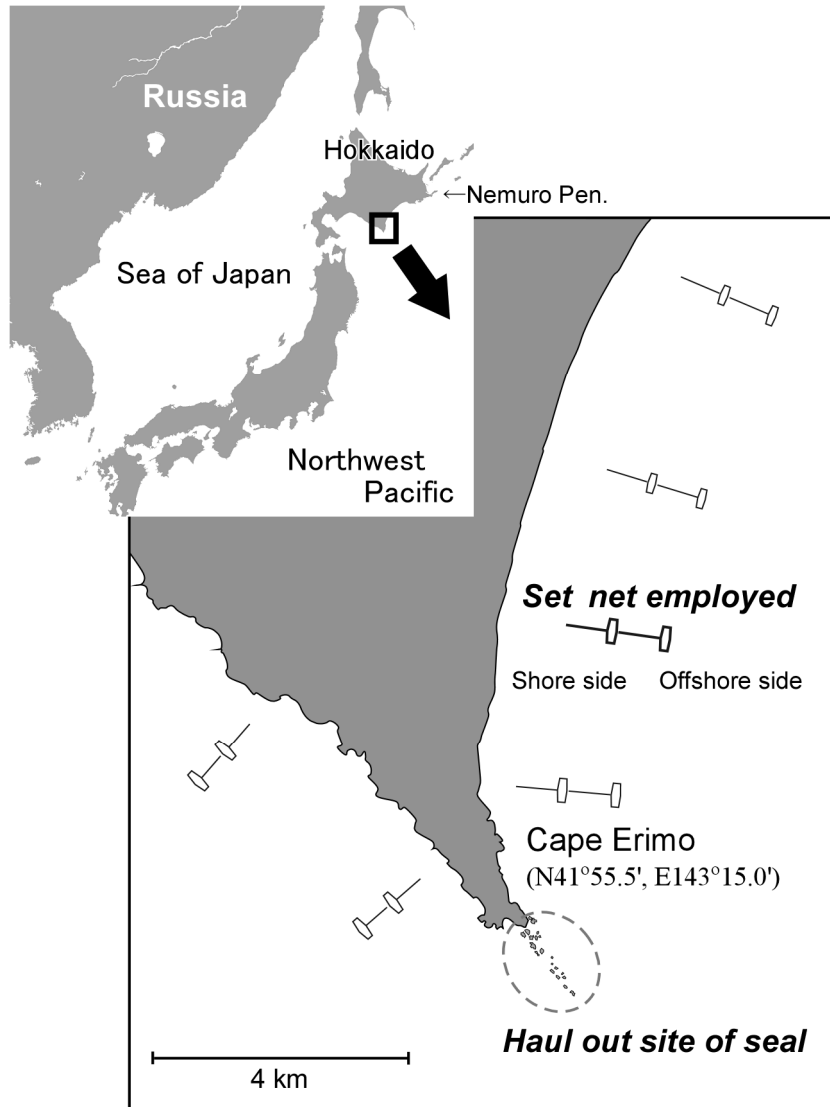 Russia
Hokkaido
←Nemuro Pen.
Sea of Japan
Northwest
Pacific
Set net employed
Shore side Offshore side
Cape Erimo
(N41°55.5', E143°15.0')
Haul out site of seal
4 km